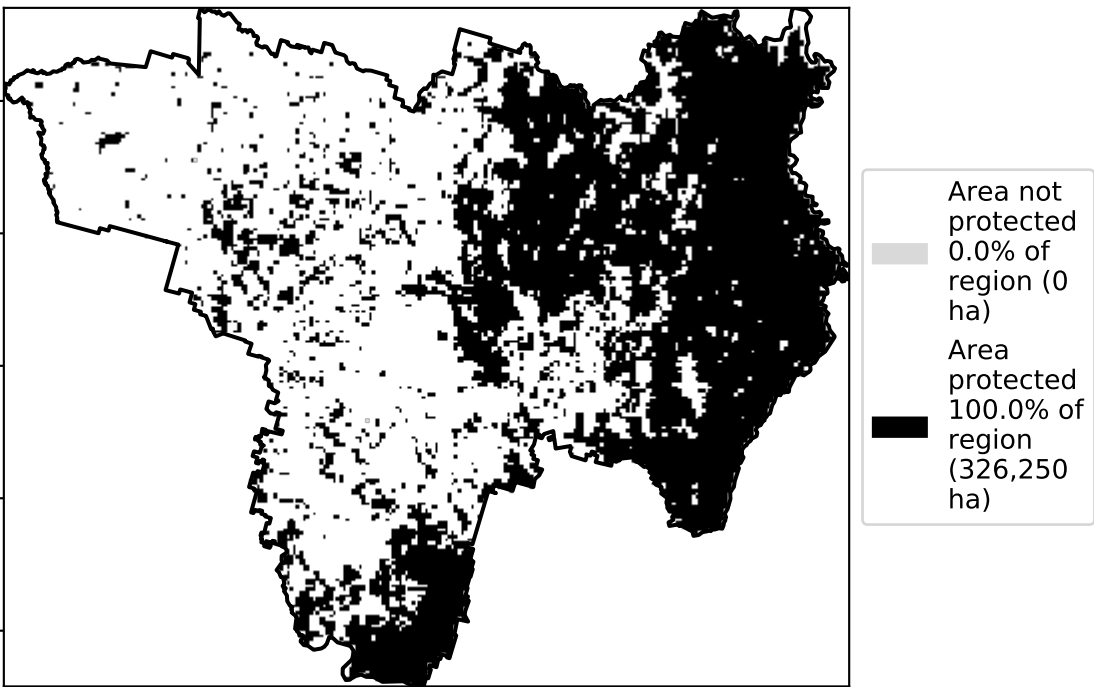 Area not
protected
0.0% of
region (0
ha)
Area
protected
100.0% of
region
(326,250
ha)